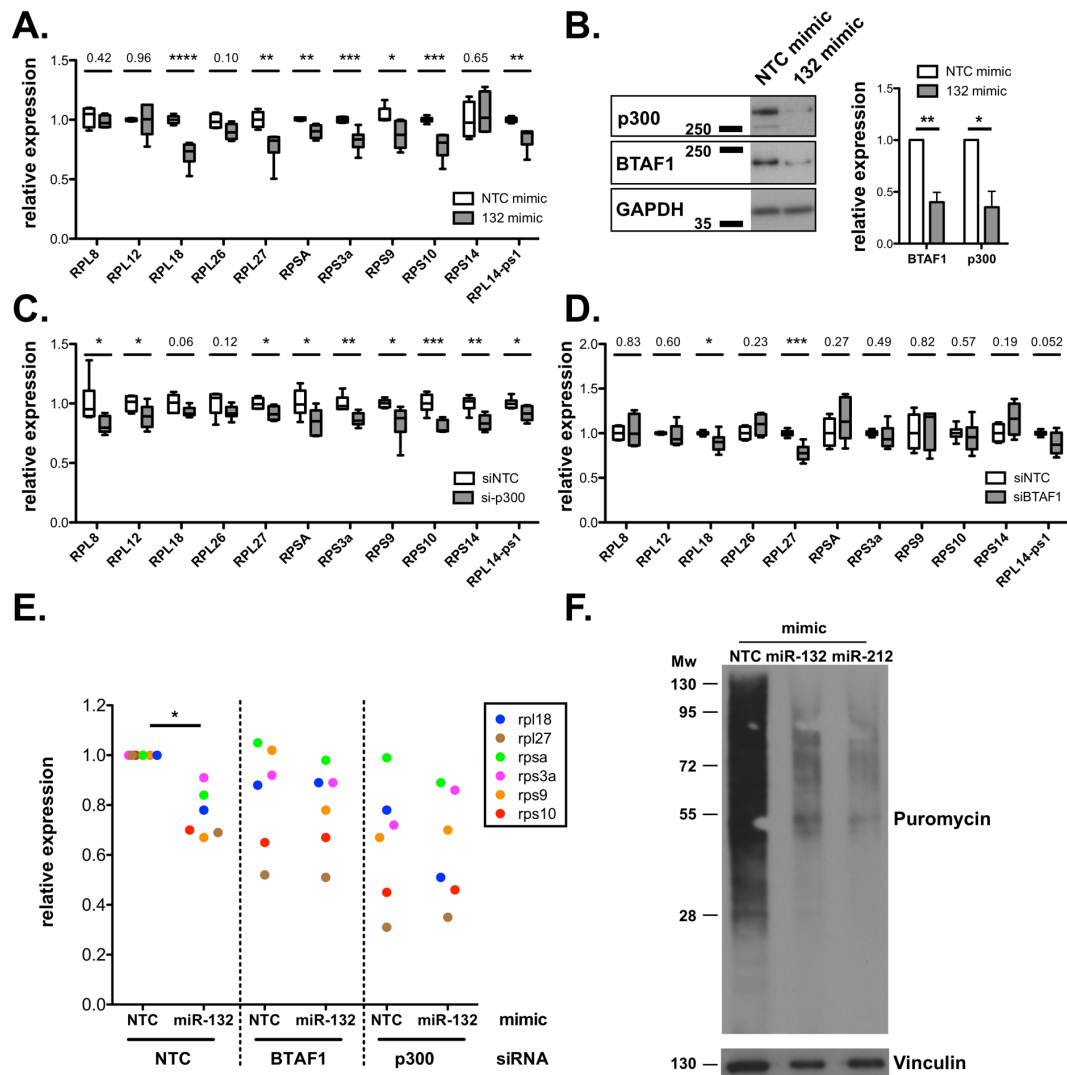 A.
0.42 0.96 **** 0.10 ** ** *** * *** 0.65 **
relative expression
1.5
1.0
0.5
0.0
NTC mimic
132 mimic
RPL8 RPL12 RPL18 RPL26 RPL27 RPSA RPS3a RPS9 RPS10 RPS14 RPL14-ps1
B.
NTC mimic
132 mimic
p300
250
BTAF1
250
GAPDH
35
NTC mimic
132 mimic
relative expression
** *
1.5
1.0
0.5
0.0
BTAF1 p300
C.
* * 0.06 0.12 * * ** * *** ** *
relative expression
1.5
1.0
0.5
0.0
siNTC
si-p300
RPL8 RPL12 RPL18 RPL26 RPL27 RPSA RPS3a RPS9 RPS10 RPS14 RPL14-ps1
D.
0.83 0.60 * 0.23 *** 0.27 0.49 0.82 0.57 0.19 0.052
relative expression
2.0
1.5
1.0
0.5
0.0
siNTC
siBTAF1
RPL8 RPL12 RPL18 RPL26 RPL27 RPSA RPS3a RPS9 RPS10 RPS14 RPL14-ps1
E.
relative expression
1.2
1.0
0.8
0.6
0.4
0.2
0.0
*
rpl18
rpl27
rpsa
rps3a
rps9
rps10
NTC miR-132 NTC miR-132 NTC miR-132 mimic
NTC BTAF1 p300 siRNA
F.
mimic
Mw NTC miR-132 miR-212
130
95
72
55
28
Puromycin
130
Vinculin